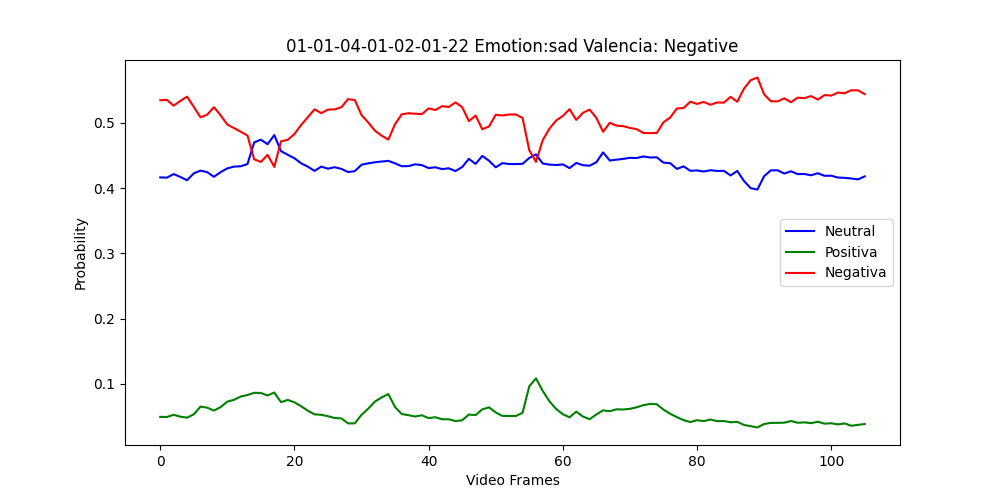 01-01-04-01-02-01-22 Emotion:sad Valencia: Negative
Probability
0.5
0.4
0.3
0.2
0.1
Neutral
Positiva
Negativa
0 20 40 60 80 100
Video Frames